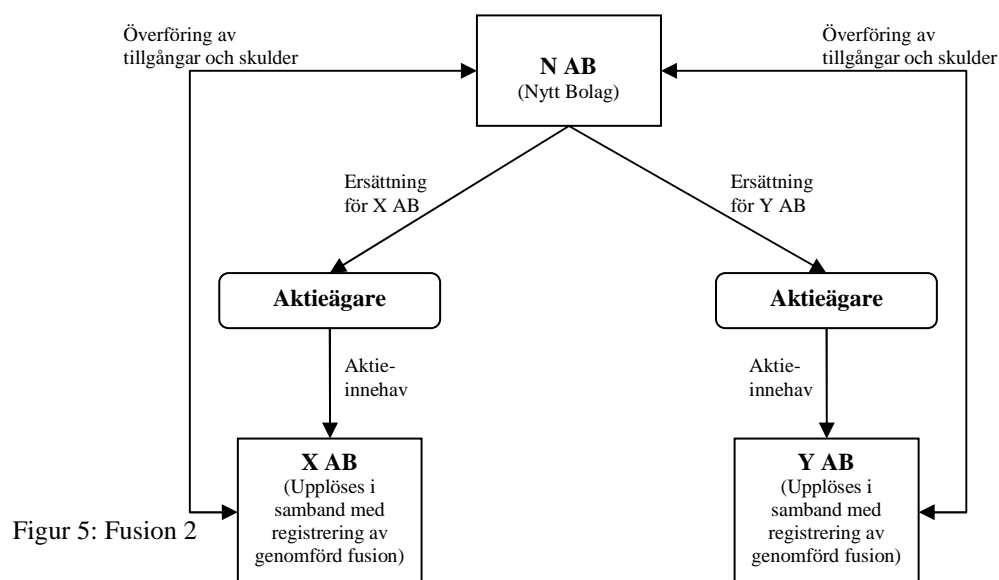 Överföring av
tillgångar och skulder
Överföring av
tillgångar och skulder
N AB
(Nytt Bolag)
Ersättning
för X AB
Ersättning
för Y AB
Aktieägare
Aktieägare
Aktie-
innehav
Aktie-
innehav
X AB
(Upplöses i
samband med
registrering av
genomförd fusion)
Y AB
(Upplöses i
samband med
registrering av
genomförd fusion)
Figur 5: Fusion 2